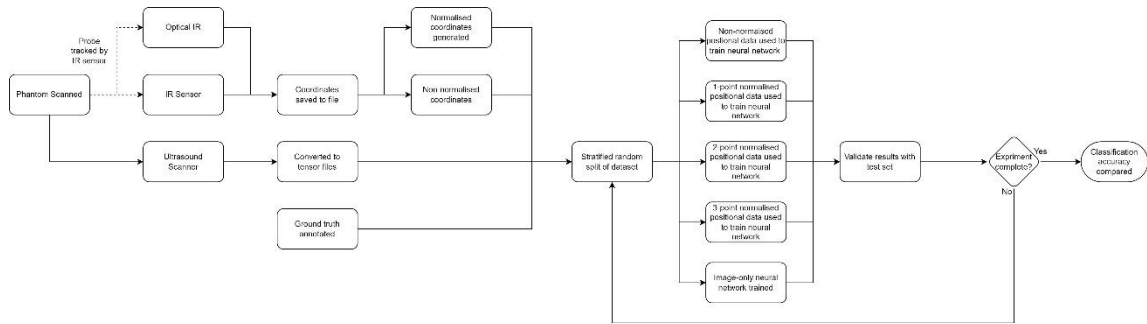 Phantom Scanned
Probe
tracked by
IR sensor
Optical IR
IR Sensor
Ultrasound
Scanner
Coordinates
saved to file
Converted to
tensor files
Ground truth
annotated
Normalised
coordinates
generated
Non normalised
coordinates
Stratified random
split of dataset
Non-normalised
positional data used to
train neural network
1-point normalised
positional data used
to train neural
network
2-point normalised
positional data used
to train neural
network
3-point normalised
positional data used
to train neural
network
Image-only neural
network trained
Validate results with
test set
Expriment
complete?
Yes
No
Classification
accuracy
compared